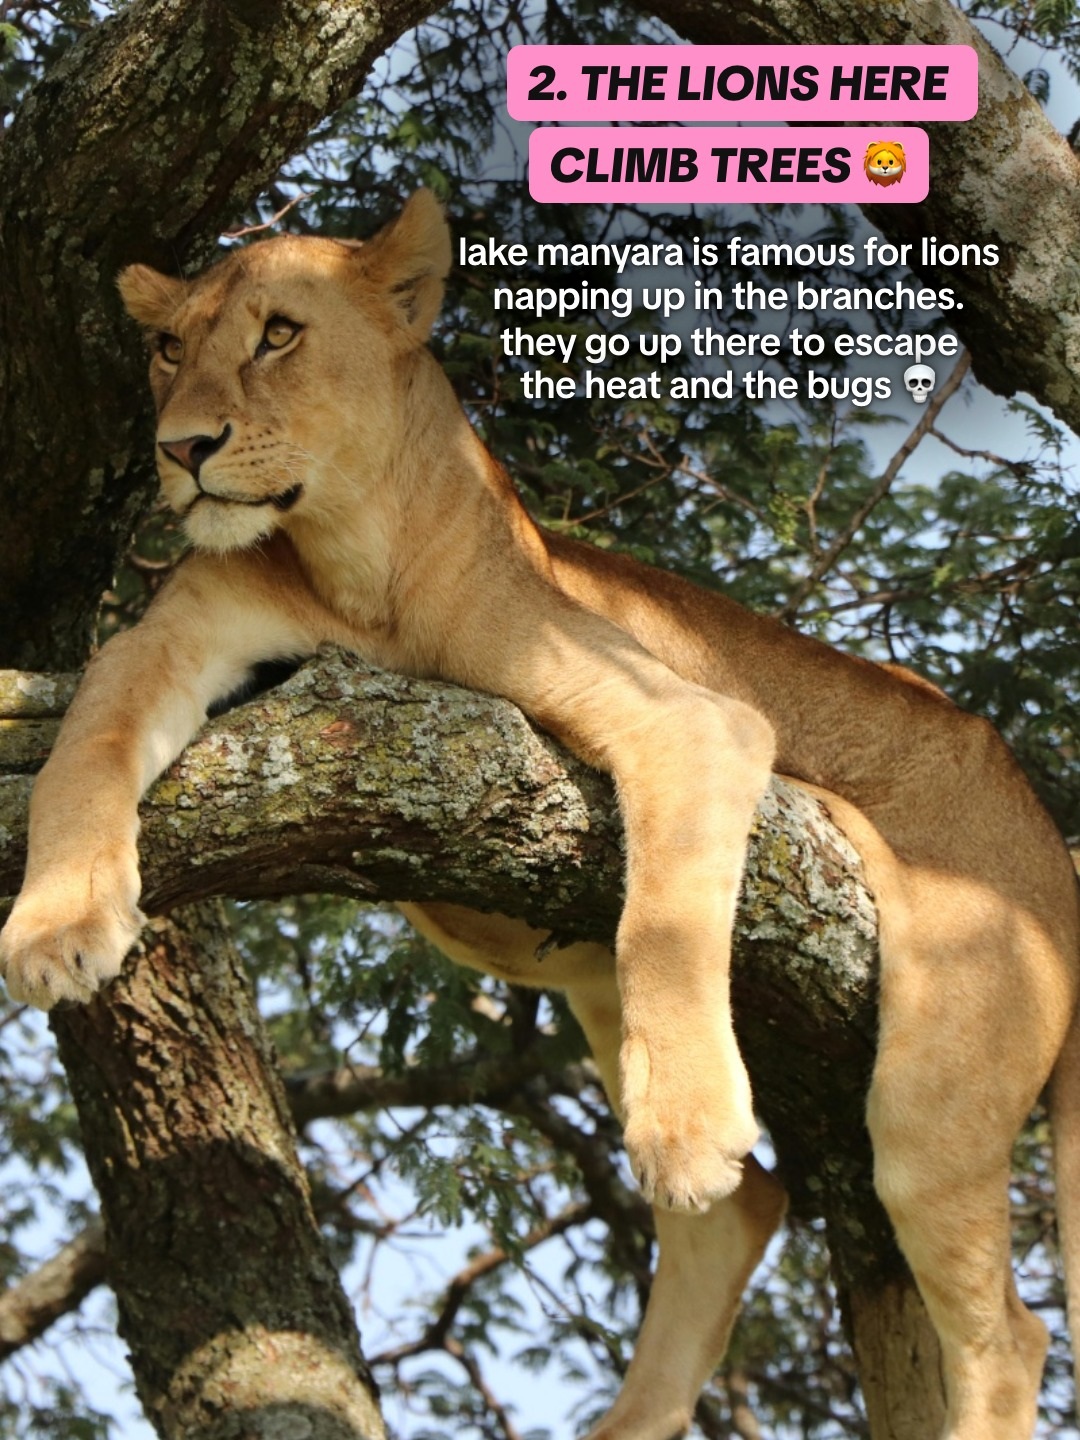 2. THE LIONS HERE
CLIMB TREES 🦁
lake manyara is famous for lions
napping up in the branches.
they go up there to escape
the heat and the bugs 💀